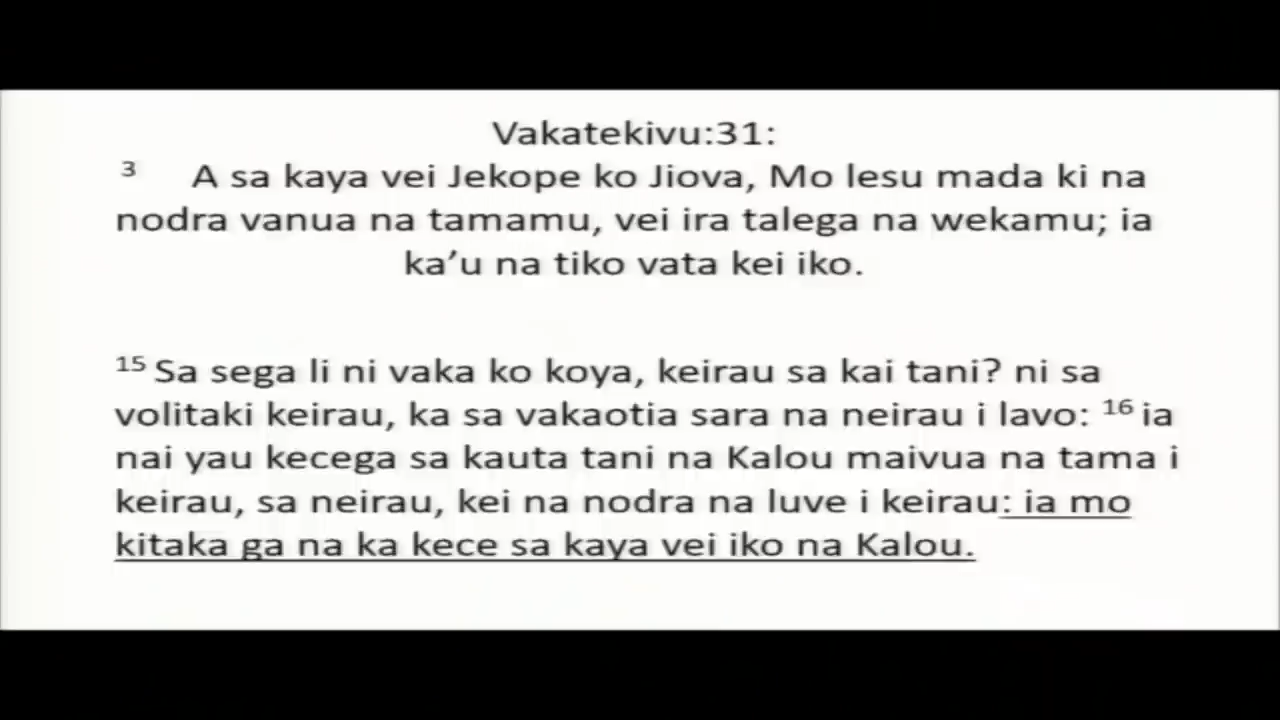 Vakatekivu:31:
3 A sa kaya vei Jekope ko Jiova, Mo lesu mada ki na
nodra vanua na tamamu, vei ira talega na wekamu; ia
ka’u na tiko vata kei iko.
15 Sa sega li ni vaka ko koya, keirau sa kai tani? ni sa
volitaki keirau, ka sa vakaotia sara na neirau i lavo: 16 ia
nai yau kecega sa kauta tani na Kalou maivua na tama i
keirau, sa neirau, kei na nodra na luve i keirau: ia mo
kitaka ga na ka kece sa kaya vei iko na Kalou.